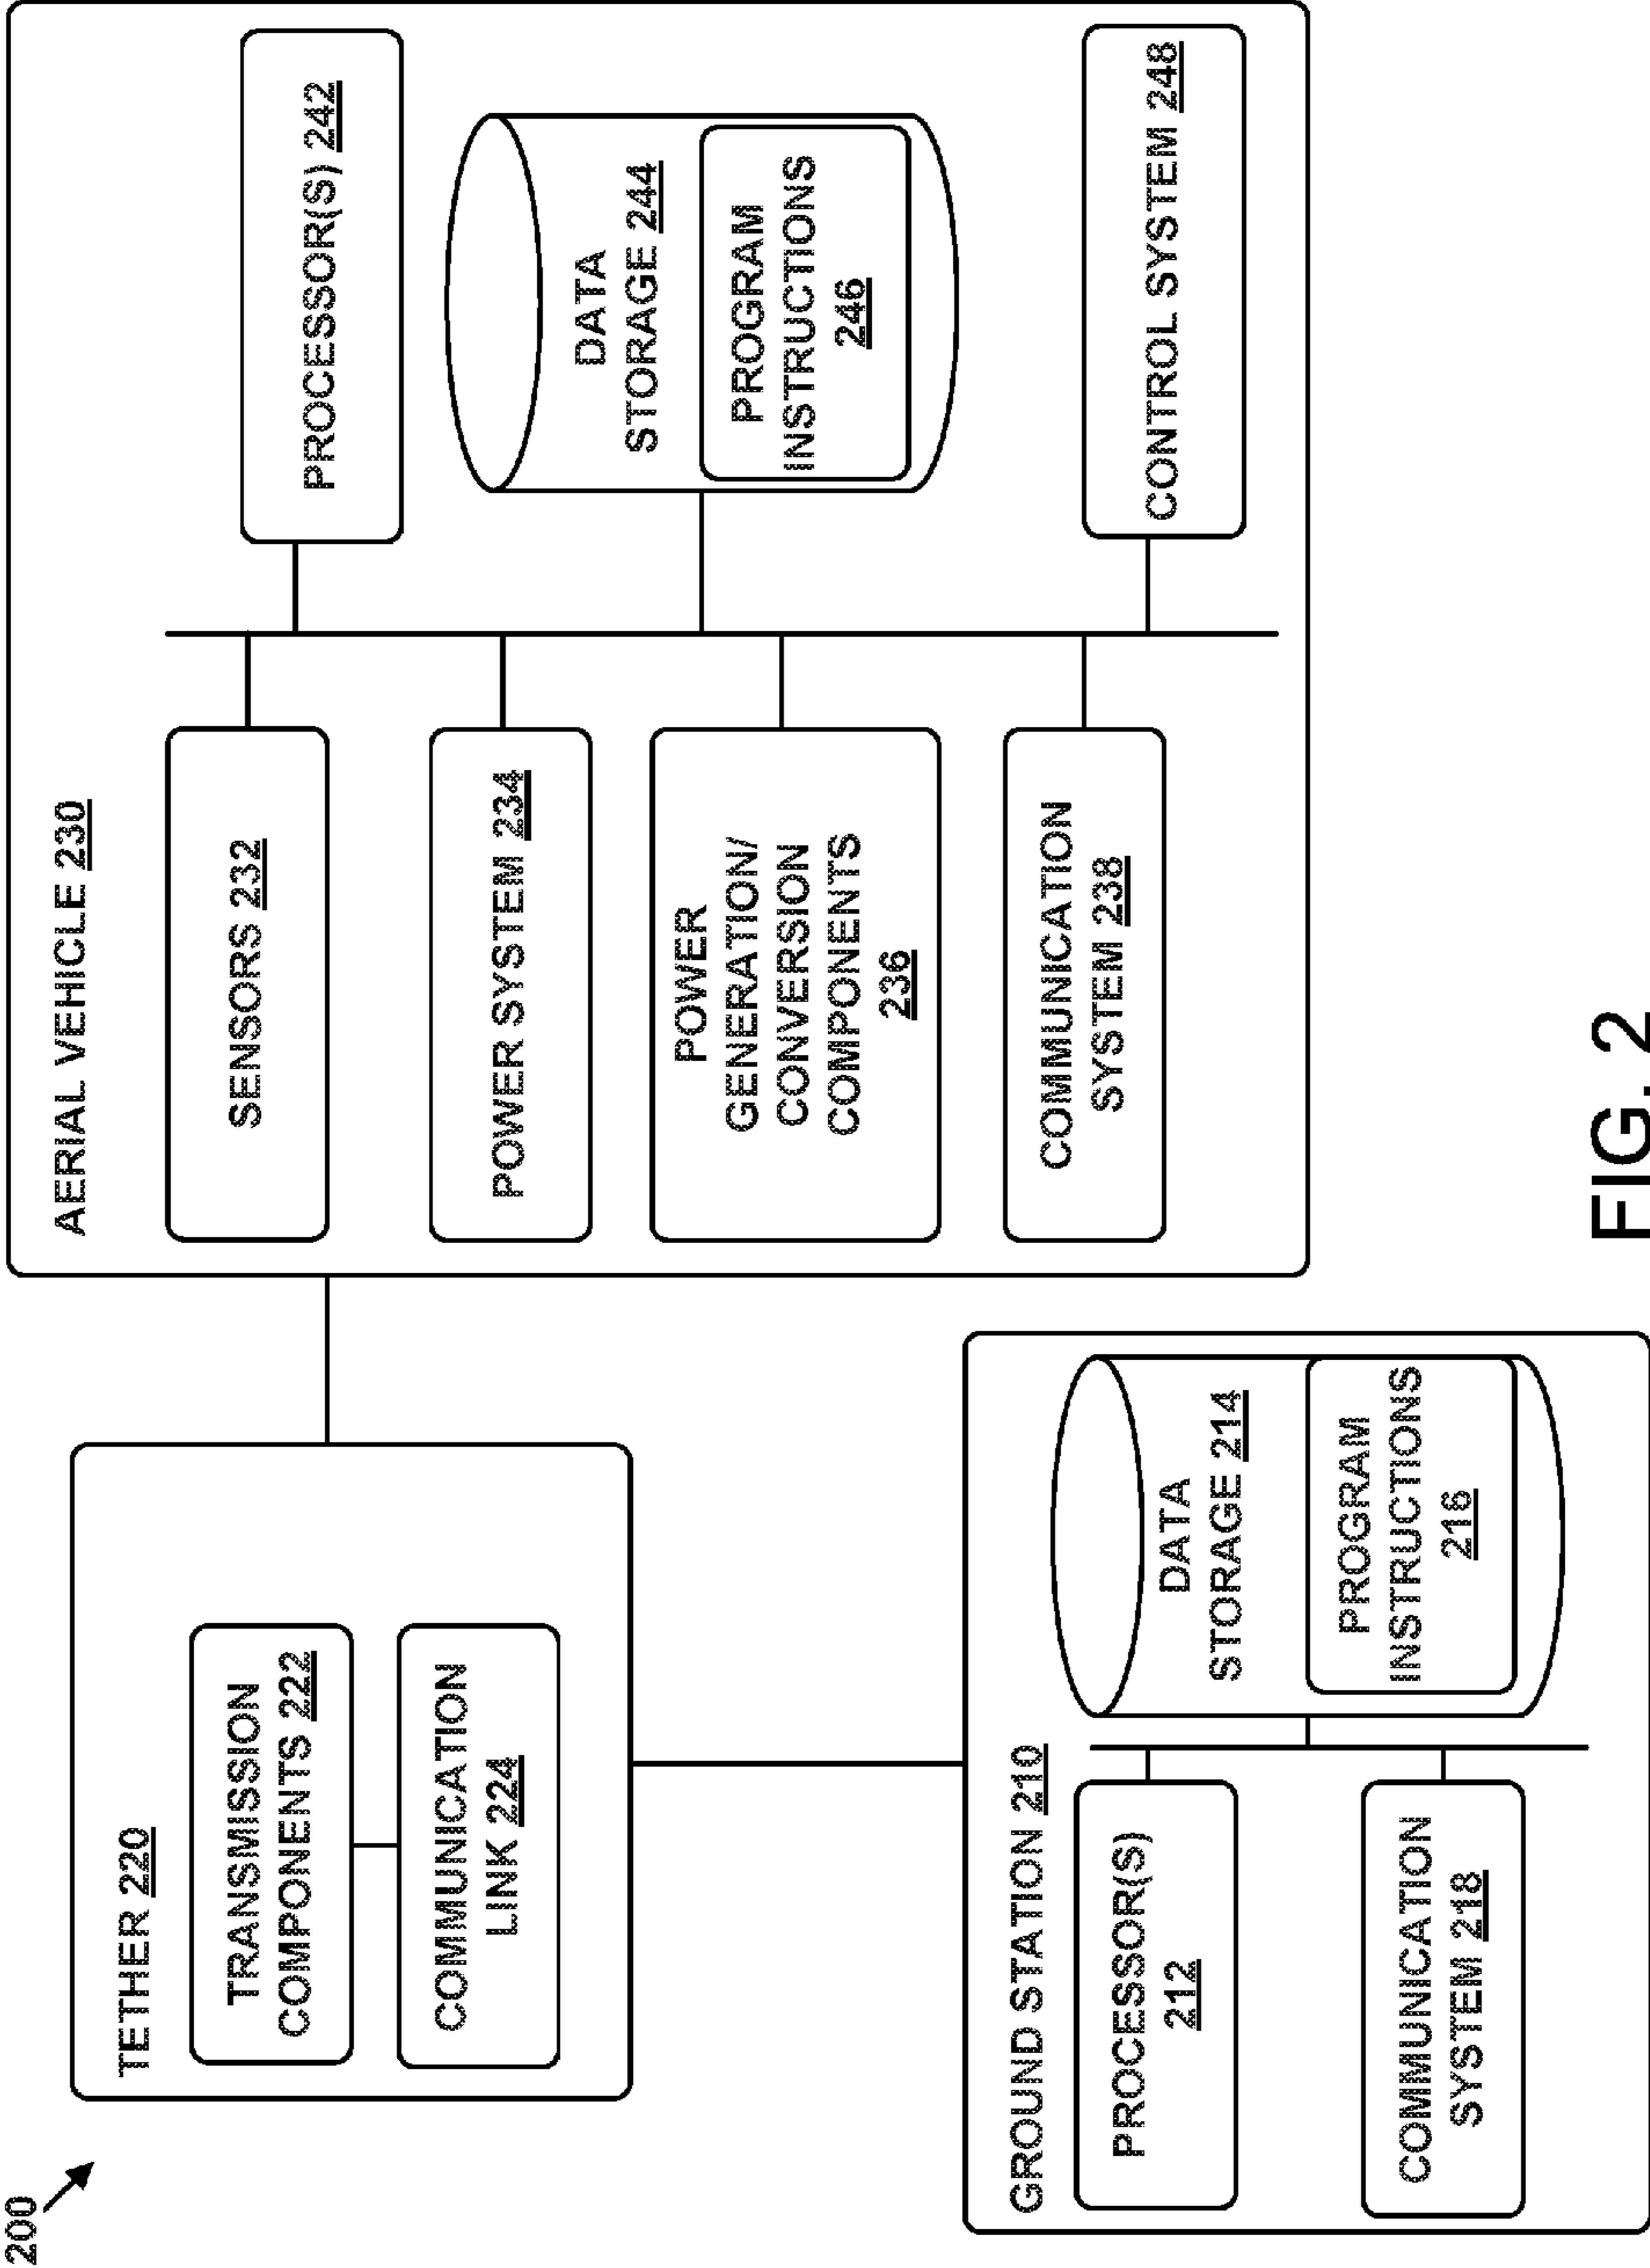 200
TETHER 220
TRANSMISSION
COMPONENTS 222
COMMUNICATION
LINK 224
GROUND STATION 210
PROCESSOR(S)
212
COMMUNICATION
SYSTEM 218
DATA
STORAGE 214
PROGRAM
INSTRUCTIONS
216
AERIAL VEHICLE 230
SENSORS 232
POWER SYSTEM 234
POWER
GENERATION/
CONVERSION
COMPONENTS
236
COMMUNICATION
SYSTEM 238
PROCESSOR(S) 242
DATA
STORAGE 244
PROGRAM
INSTRUCTIONS
246
CONTROL SYSTEM 248
FIG. 2